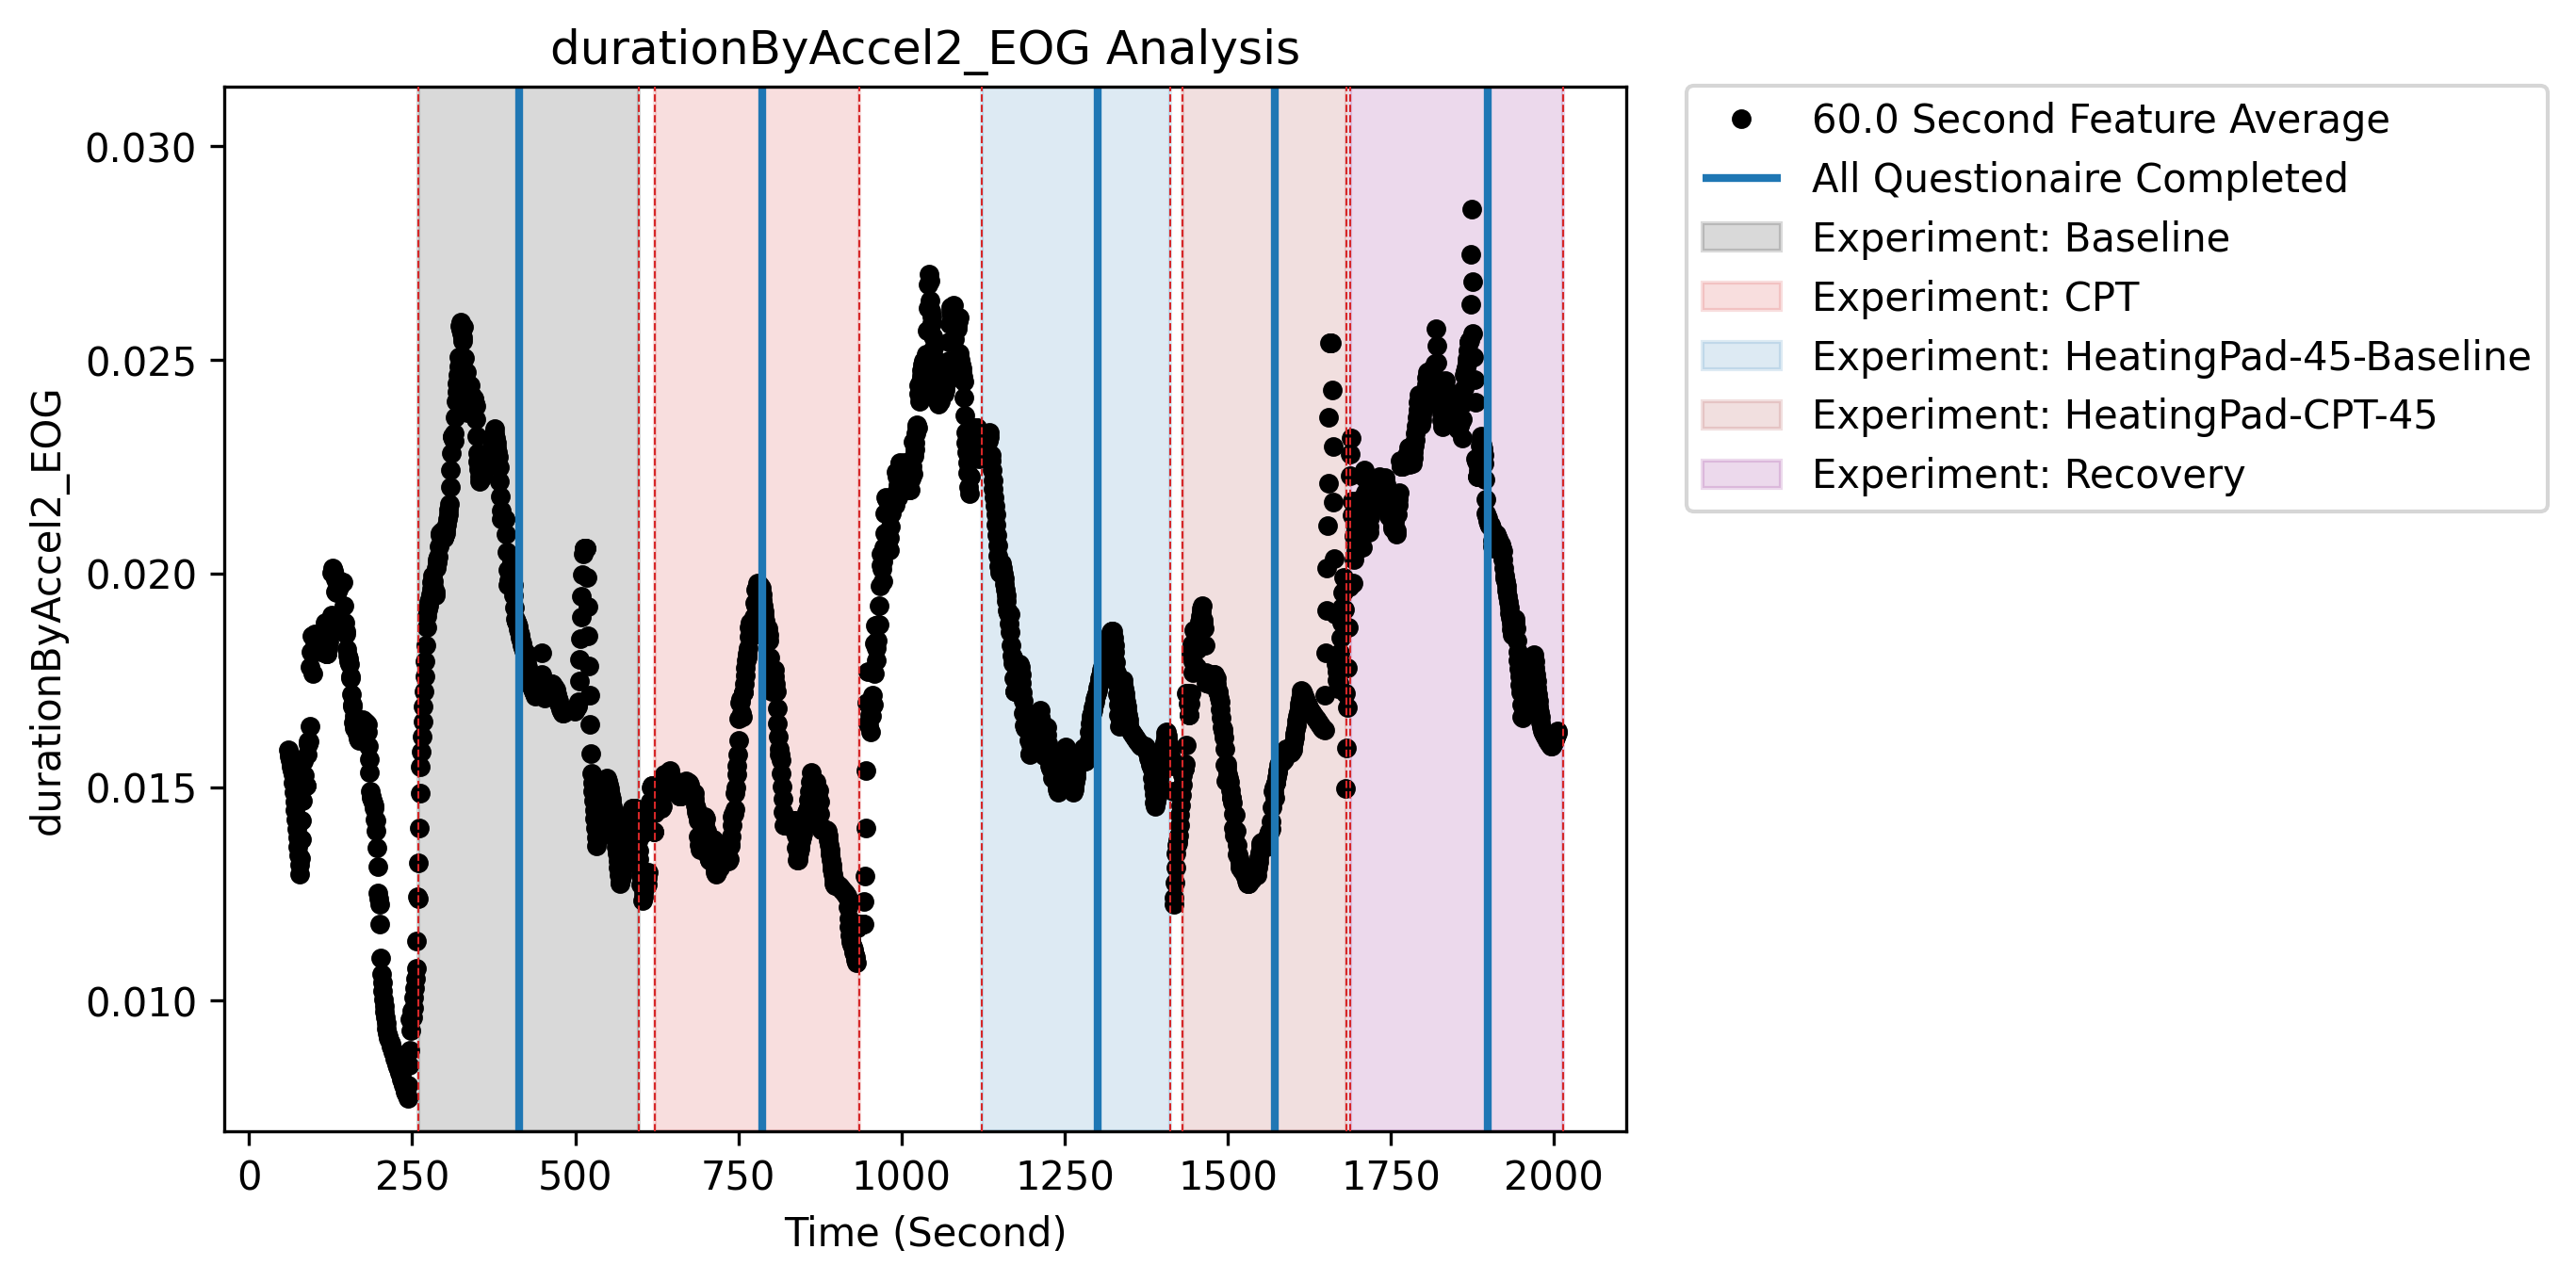 durationByAccel2_EOG Analysis
durationByAccel2_EOG
0.030
0.025
0.020
0.015
0.010
0 250 500 750 1000 1250 1500 1750 2000
Time (Second)
60.0 Second Feature Average
All Questionaire Completed
Experiment: Baseline
Experiment: CPT
Experiment: HeatingPad-45-Baseline
Experiment: HeatingPad-CPT-45
Experiment: Recovery